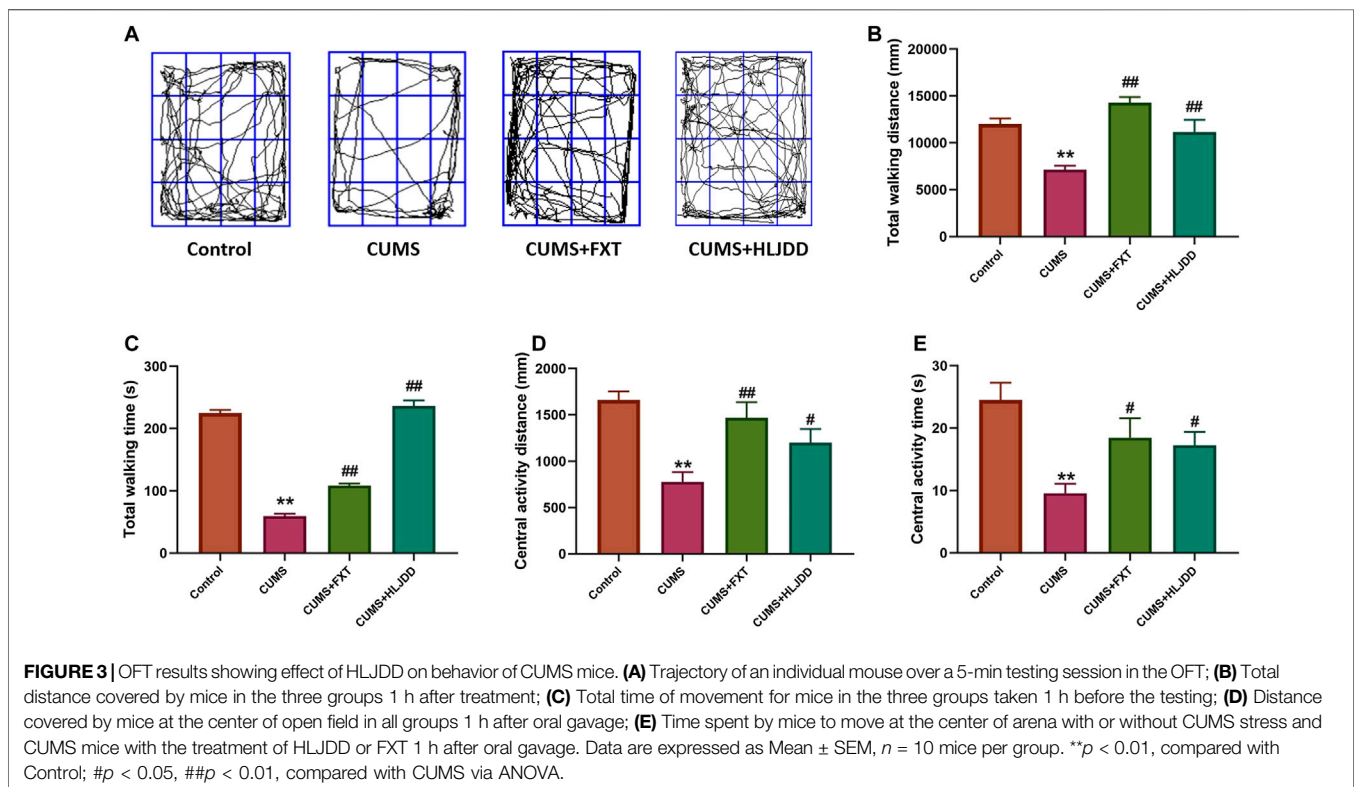 A
Control
CUMS
CUMS+FXT
CUMS+HLJDD
B
Total walking distance (mm)
20000
15000
10000
5000
0
**
##
##
Control
CUMS
CUMS+FXT
CUMS+HLJDD
C
Total walking time (s)
300
200
100
0
**
##
##
Control
CUMS
CUMS+FXT
CUMS+HLJDD
D
Central activity distance (mm)
2000
1500
1000
500
0
**
##
#
Control
CUMS
CUMS+FXT
CUMS+HLJDD
E
Central activity time (s)
30
20
10
0
**
#
#
Control
CUMS
CUMS+FXT
CUMS+HLJDD
FIGURE 3 | OFT results showing effect of HLJDD on behavior of CUMS mice. (A) Trajectory of an individual mouse over a 5-min testing session in the OFT; (B) Total
distance covered by mice in the three groups 1 h after treatment; (C) Total time of movement for mice in the three groups taken 1 h before the testing; (D) Distance
covered by mice at the center of open field in all groups 1 h after oral gavage; (E) Time spent by mice to move at the center of arena with or without CUMS stress and
CUMS mice with the treatment of HLJDD or FXT 1 h after oral gavage. Data are expressed as Mean ± SEM, n = 10 mice per group. **p < 0.01, compared with
Control; #p < 0.05, ##p < 0.01, compared with CUMS via ANOVA.